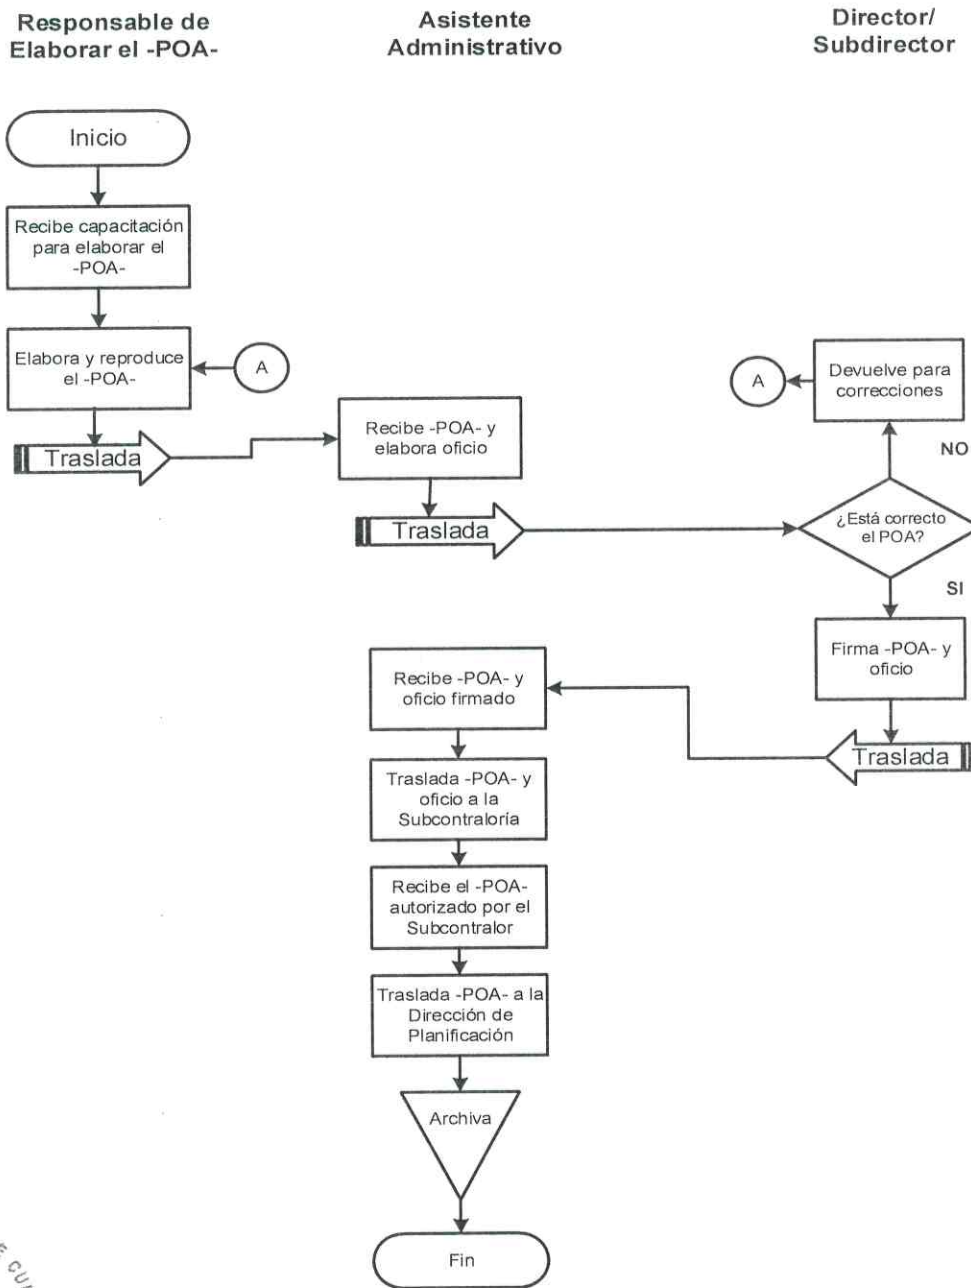 Responsable de
Elaborar el -POA-
Asistente
Administrativo
Director/
Subdirector
Inicio
Recibe capacitación
para elaborar el
-POA-
Elabora y reproduce
el -POA-
A
Traslada
Recibe -POA- y
elabora oficio
Traslada
A
Devuelve para
correcciones
NO
¿Está correcto
el POA?
SI
Firma -POA- y
oficio
Traslada
Recibe -POA- y
oficio firmado
Traslada -POA- y
oficio a la
Subcontraloría
Recibe el -POA-
autorizado por el
Subcontralor
Traslada -POA- a la
Dirección de
Planificación
Archiva
Fin